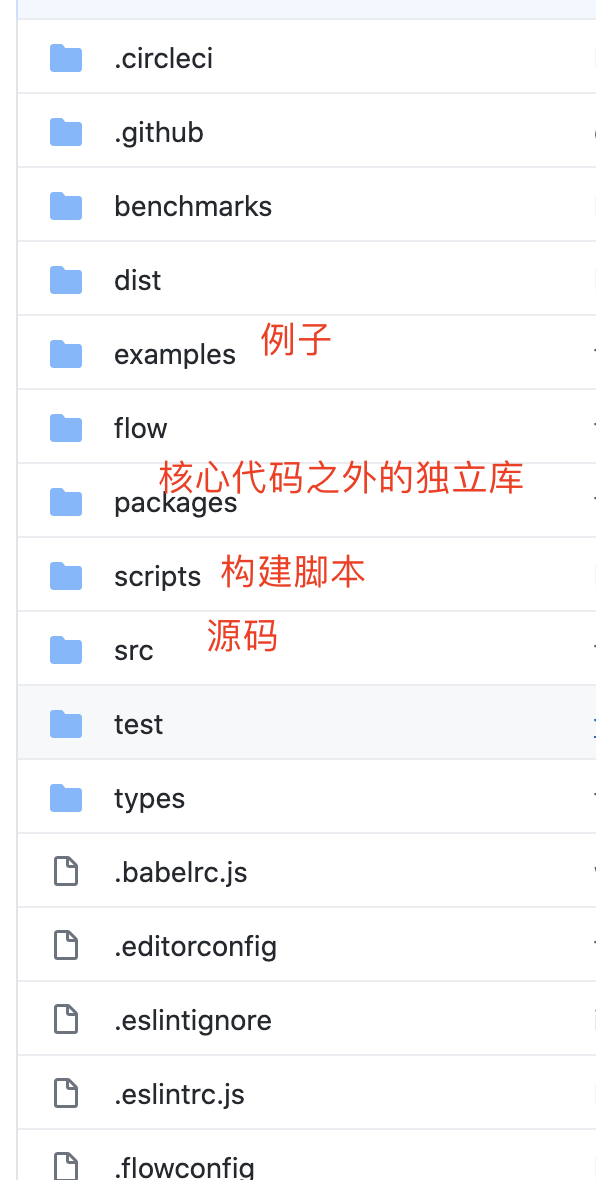 .circleci
.github
benchmarks
dist
examples 例子
flow
核心代码之外的独立库
packages
scripts 构建脚本
src 源码
test
types
.babelrc.js
.editorconfig
.eslintignore
.eslintrc.js
.flowconfig